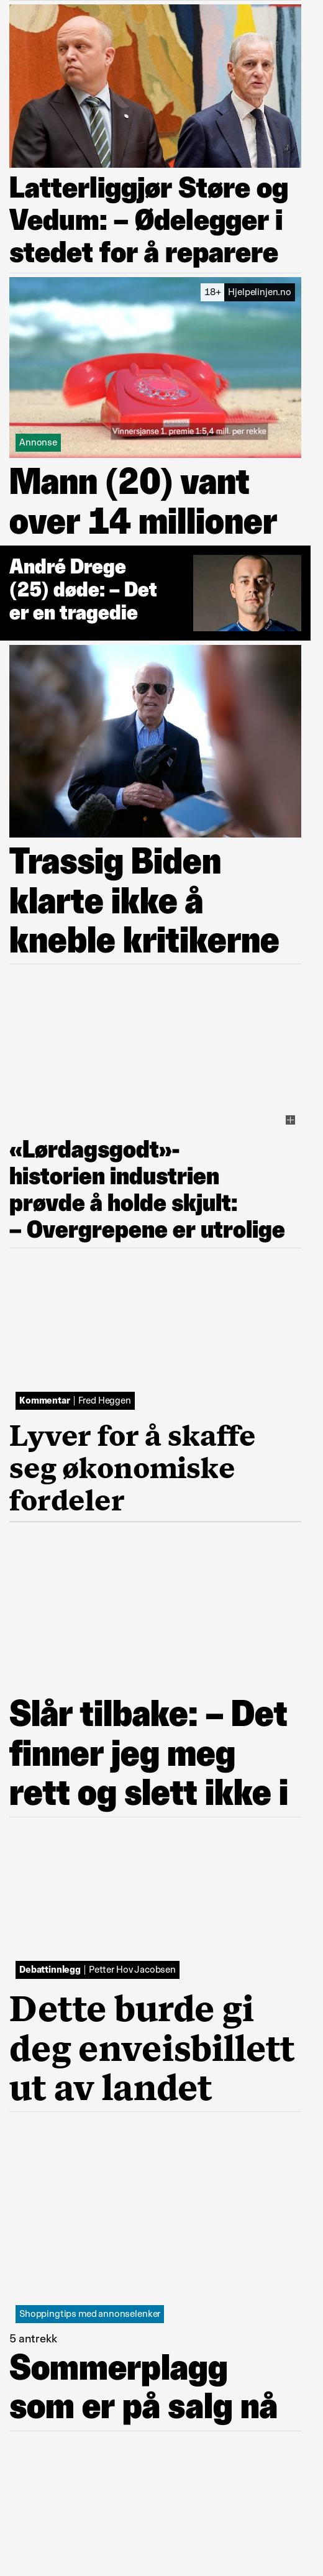 Latterliggjør Støre og
Vedum: – Ødelegger i
stedet for å reparere
18+ Hjelpelinjen.no
Vinnersjanse 1. premie 1:5,4 mill. per rekke
Annonse
Mann (20) vant
over 14 millioner
André Drege
(25) døde: – Det
er en tragedie
Trassig Biden
klarte ikke å
kneble kritikerne
«Lørdagsgodt»-
historien industrien
prøvde å holde skjult:
– Overgrepene er utrolige
Kommentar | Fred Heggen
Lyver for å skaffe
seg økonomiske
fordeler
Slår tilbake: – Det
finner jeg meg
rett og slett ikke i
Debattinnlegg | Petter Hov Jacobsen
Dette burde gi
deg enveisbillett
ut av landet
Shoppingtips med annonselenker
5 antrekk
Sommerplagg
som er på salg nå